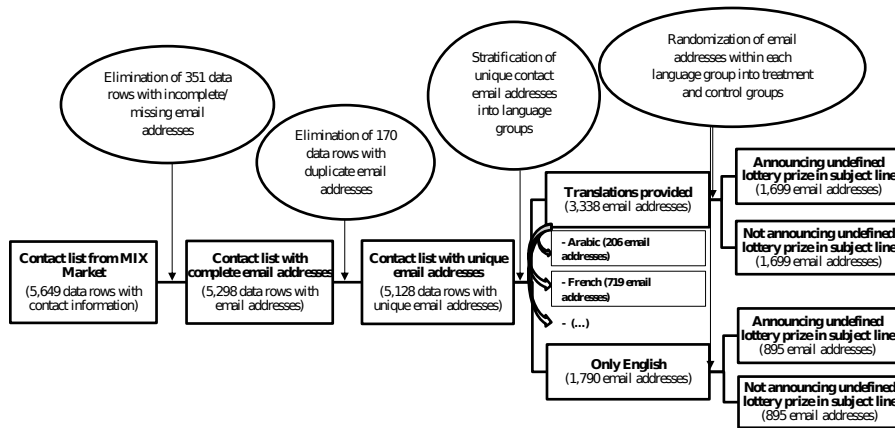 Elimination of 351 data
rows with incomplete/
missing email
addresses
Elimination of 170
data rows with
duplicate email
addresses
Stratification of
unique contact
email addresses
into language
groups
Randomization of email
addresses within each
language group into treatment
and control groups
Contact list from MIX
Market
(5,649 data rows with
contact information)
Contact list with
complete email addresses
(5,298 data rows with
email addresses)
Contact list with unique
email addresses
(5,128 data rows with
unique email addresses)
Translations provided
(3,338 email addresses)
- Arabic (206 email
addresses)
- French (719 email
addresses)
- (...)
Only English
(1,790 email addresses)
Announcing undefined
lottery prize in subject line
(1,699 email addresses)
Not announcing undefined
lottery prize in subject line
(1,699 email addresses)
Announcing undefined
lottery prize in subject line
(895 email addresses)
Not announcing undefined
lottery prize in subject line
(895 email addresses)